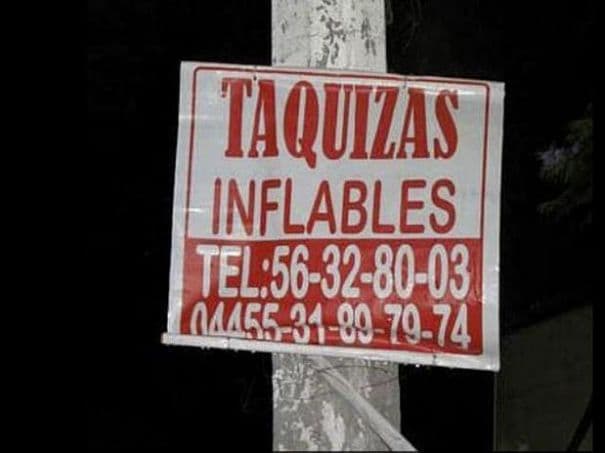 TAQUIZAS
INFLABLES
TEL:56-32-80-03
04455-31-89-79-74